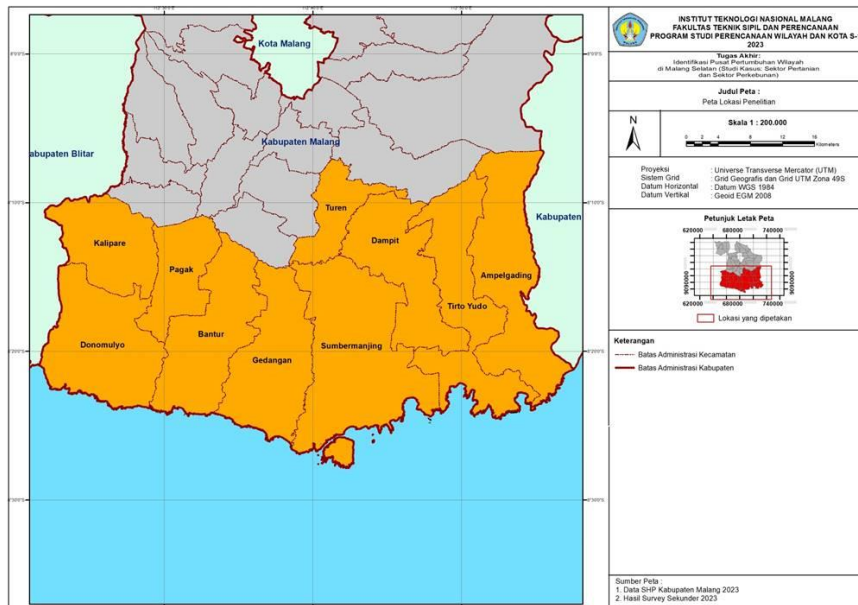 Kota Malang
Kabupaten Malang
abupaten Blitar
Kabupaten
Turen
Kalipare
Dampit
Pagak
Ampelgading
Tirto Yudo
Bantur
Donomulyo
Sumbermanjing
Gedangan
INSTITUT TEKNOLOGI NASIONAL MALANG
FAKULTAS TEKNIK SIPIL DAN PERENCANAAN
PROGRAM STUDI PERENCANAAN WILAYAH DAN KOTA S-
2023
Tugas Akhir:
Identifikasi Pusat Pertumbuhan Wilayah
di Malang Selatan (Studi Kasus: Sektor Pertanian
dan Sektor Perkebunan)
Judul Peta :
Peta Lokasi Penelitian
N
Skala 1 : 200.000
0 2 4 8 12 16
Kilometers
Proyeksi : Universe Transverse Mercator (UTM)
Sistem Grid : Grid Geografis dan Grid UTM Zona 49S
Datum Horizontal : Datum WGS 1984
Datum Vertikal : Geoid EGM 2008
Petunjuk Letak Peta
620000 680000 740000
620000 680000 740000
Lokasi yang dipetakan
Keterangan
Batas Administrasi Kecamatan
Batas Administrasi Kabupaten
Sumber Peta :
1. Data SHP Kabupaten Malang 2023
2. Hasil Survey Sekunder 2023